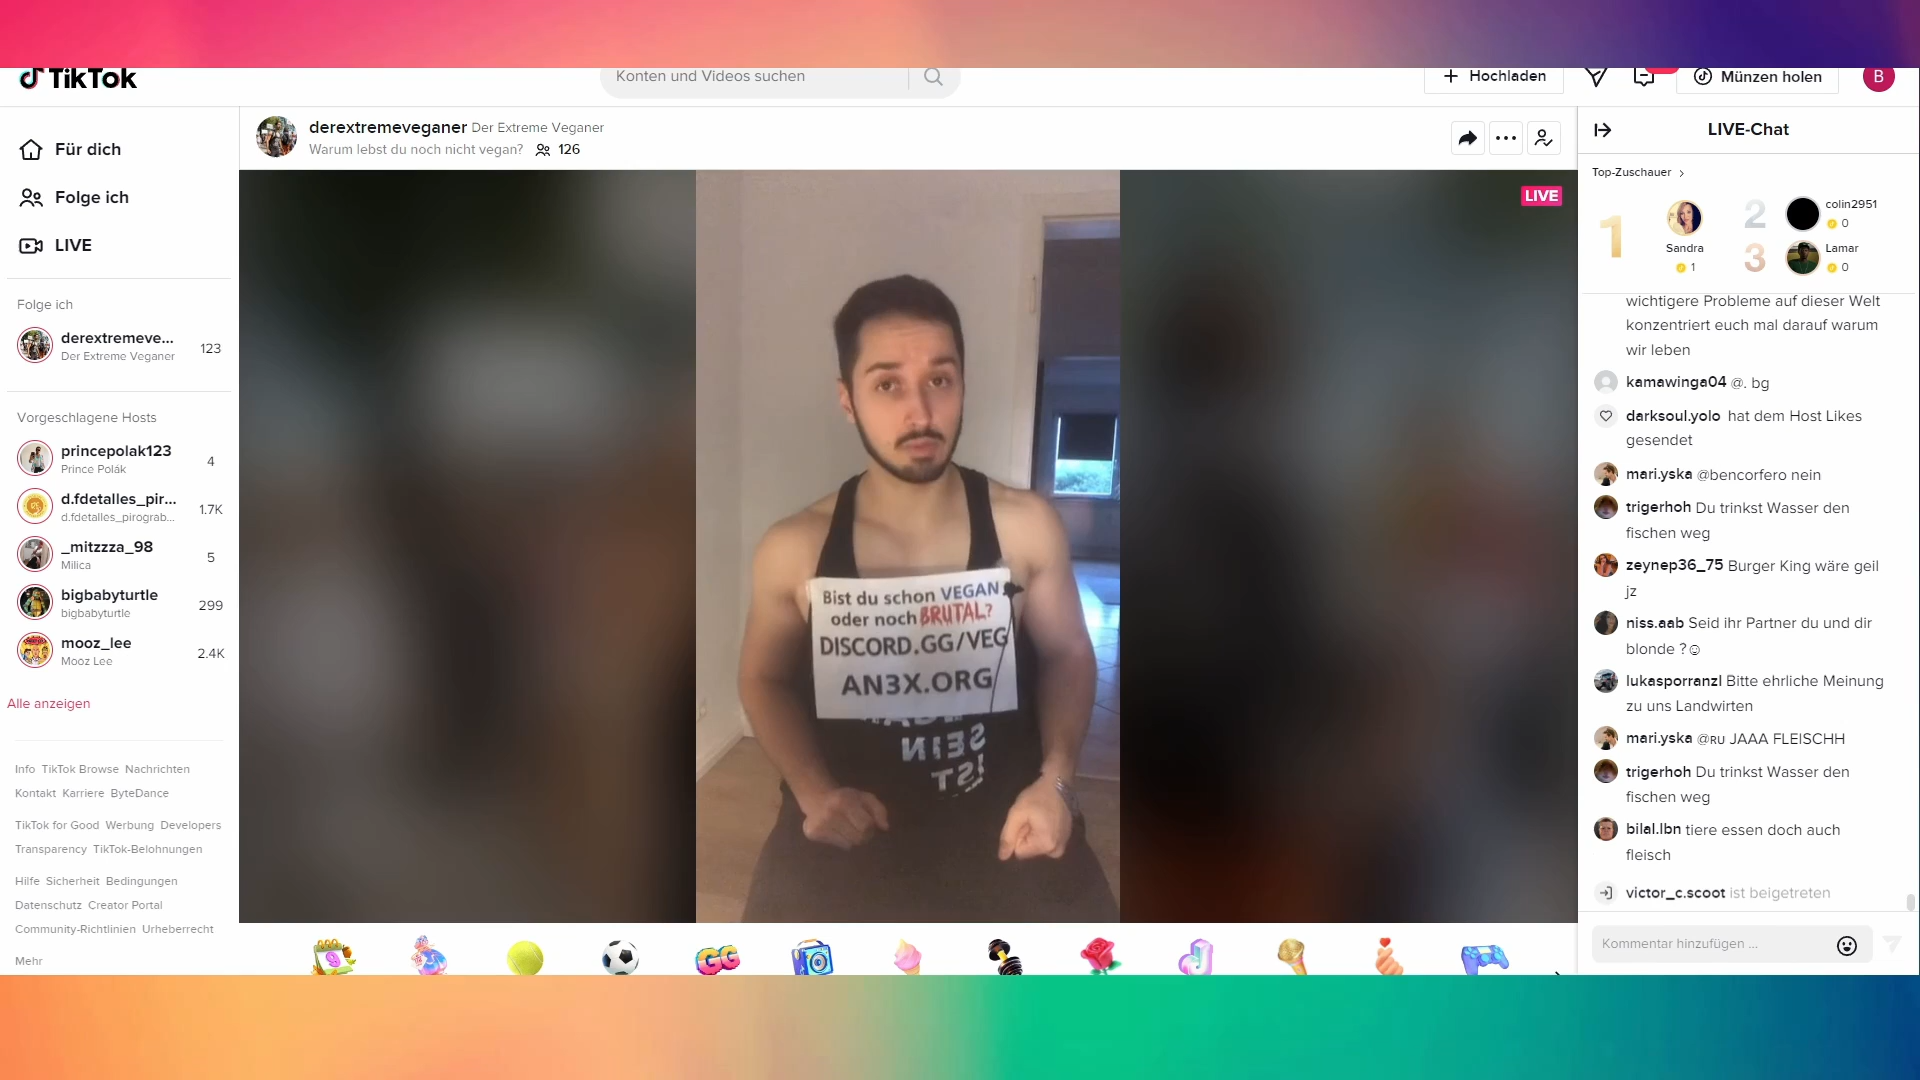 TikTok
Konten und Videos suchen
Hochladen
Münzen holen
B
Für dich
Folge ich
LIVE
Folge ich
derextremeve...
Der Extreme Veganer
123
Vorgeschlagene Hosts
princepolak123
Prince Polák
4
d.fdetalles_pir...
d.fdetalles_pirograb...
1.7K
_mitzzza_98
Milica
5
bigbabyturtle
bigbabyturtle
299
mooz_lee
Mooz Lee
2.4K
Alle anzeigen
Info TikTok Browse Nachrichten
Kontakt Karriere ByteDance
TikTok for Good Werbung Developers
Transparency TikTok-Belohnungen
Hilfe Sicherheit Bedingungen
Datenschutz Creator Portal
Community-Richtlinien Urheberrecht
Mehr
derextremeveganer Der Extreme Veganer
Warum lebst du noch nicht vegan? 126
LIVE
Bist du schon VEGAN
oder noch BRUTAL?
DISCORD.GG/VEG
AN3X.ORG
SEIN
IST
9
GG
LIVE-Chat
Top-Zuschauer
1
Sandra
1
2
colin2951
0
3
Lamar
0
wichtigere Probleme auf dieser Welt
konzentriert euch mal darauf warum
wir leben
kamawinga04 @. bg
darksoul.yolo hat dem Host Likes
gesendet
mari.yska @bencorfero nein
trigerhoh Du trinkst Wasser den
fischen weg
zeynep36_75 Burger King wäre geil
jz
niss.aab Seid ihr Partner du und dir
blonde ?☺
lukasporranzl Bitte ehrliche Meinung
zu uns Landwirten
mari.yska @ʀᴜ JAAA FLEISCHH
trigerhoh Du trinkst Wasser den
fischen weg
bilal.lbn tiere essen doch auch
fleisch
victor_c.scoot ist beigetreten
Kommentar hinzufügen ...